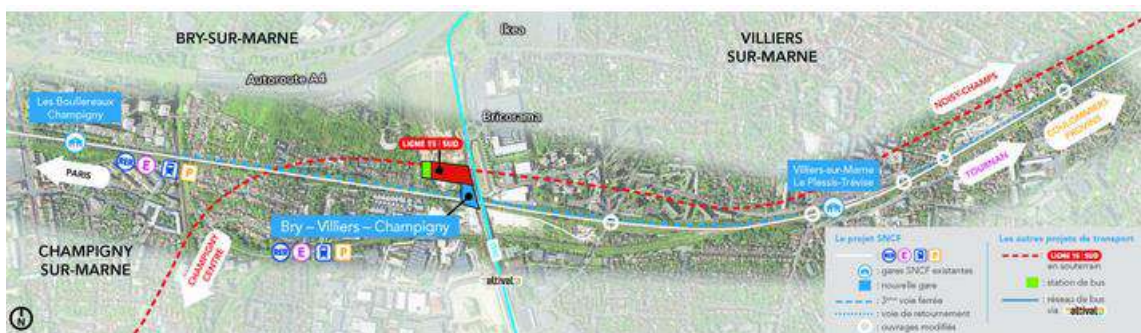 BRY-SUR-MARNE
Ikea
VILLIERS
SUR-MARNE
Autoroute A4
Les Boullereaux
Champigny
Bricorama
NOISY-CHAMPS
COULOMMIERS
PROVINS
LIGNE 15 - SUD
RER E P
PARIS
Villiers-sur-Marne
Le Plessis-Trévise
TOURNAN
Bry – Villiers – Champigny
CHAMPIGNY
SUR-MARNE
CHAMPIGNY
CENTRE
RER E P
altival
Le projet SNCF
RER E P
: gares SNCF existantes
: nouvelle gare
: 3ème voie ferrée
: voie de retournement
: ouvrages modifiés
Les autres projets de transport
LIGNE 15 - SUD
en souterrain
: station de bus
: réseau de bus
via altival
N